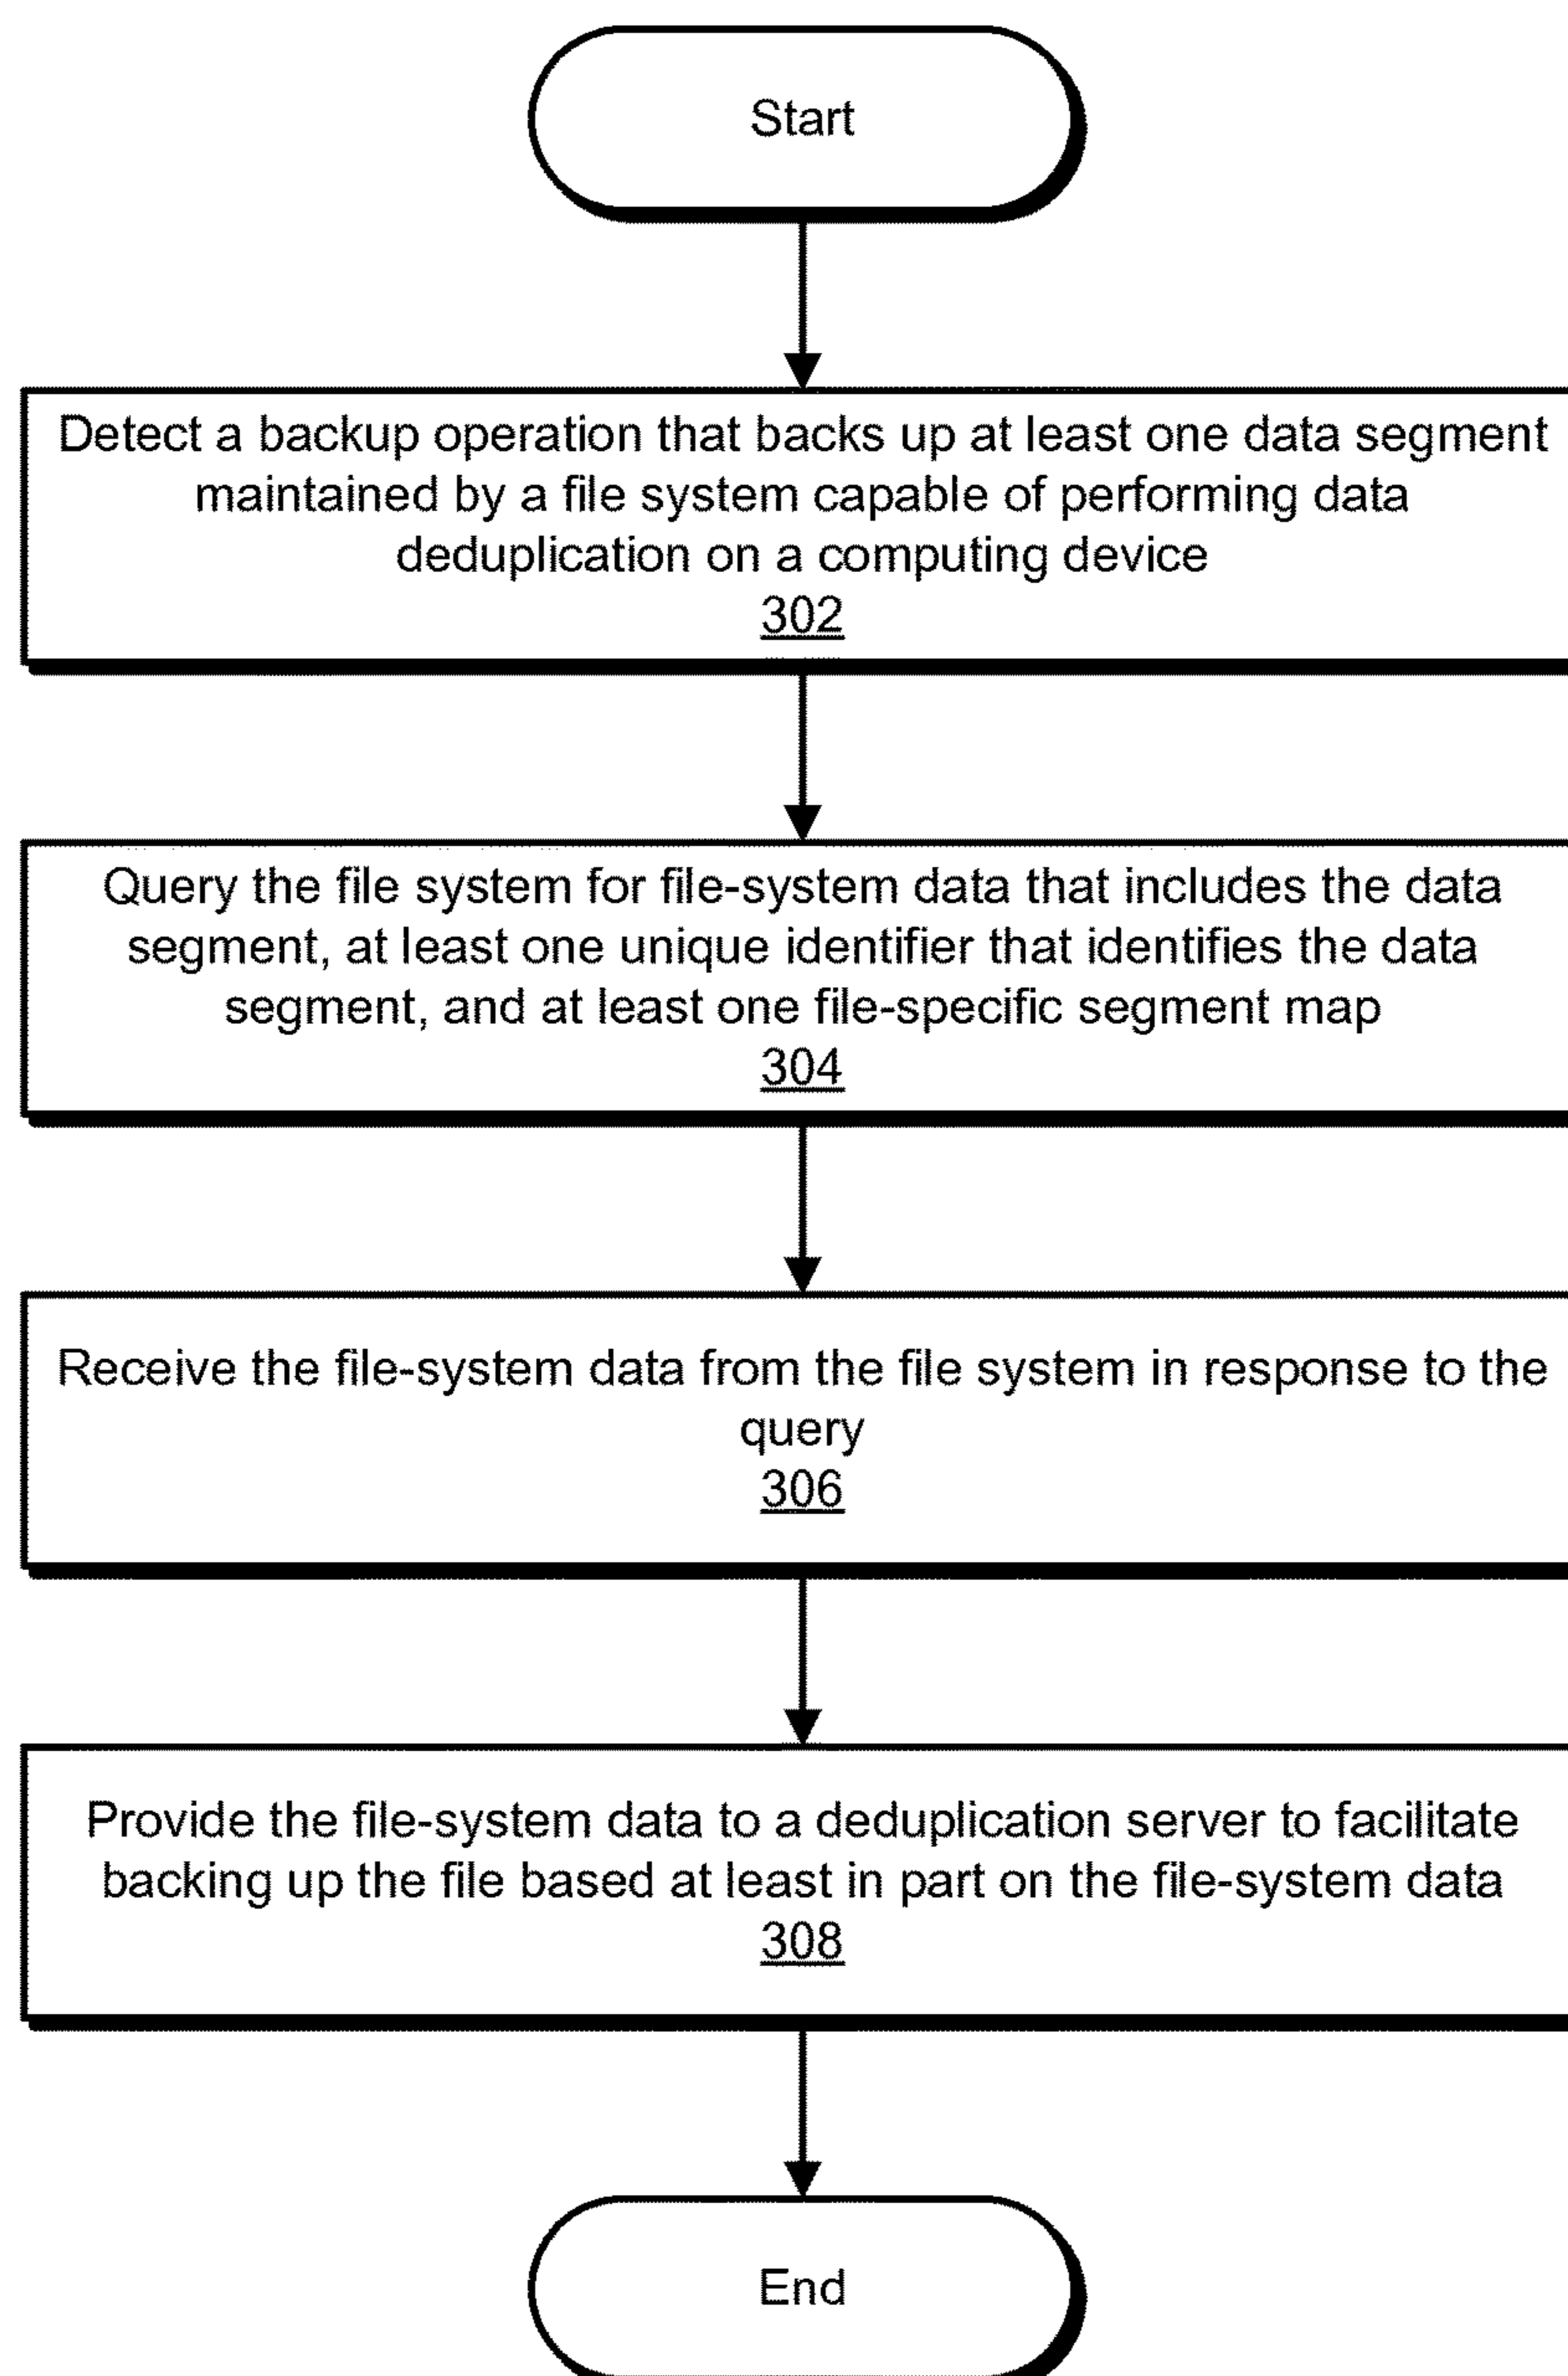 Start
Detect a backup operation that backs up at least one data segment
maintained by a file system capable of performing data
deduplication on a computing device
302
Query the file system for file-system data that includes the data
segment, at least one unique identifier that identifies the data
segment, and at least one file-specific segment map
304
Receive the file-system data from the file system in response to the
query
306
Provide the file-system data to a deduplication server to facilitate
backing up the file based at least in part on the file-system data
308
End